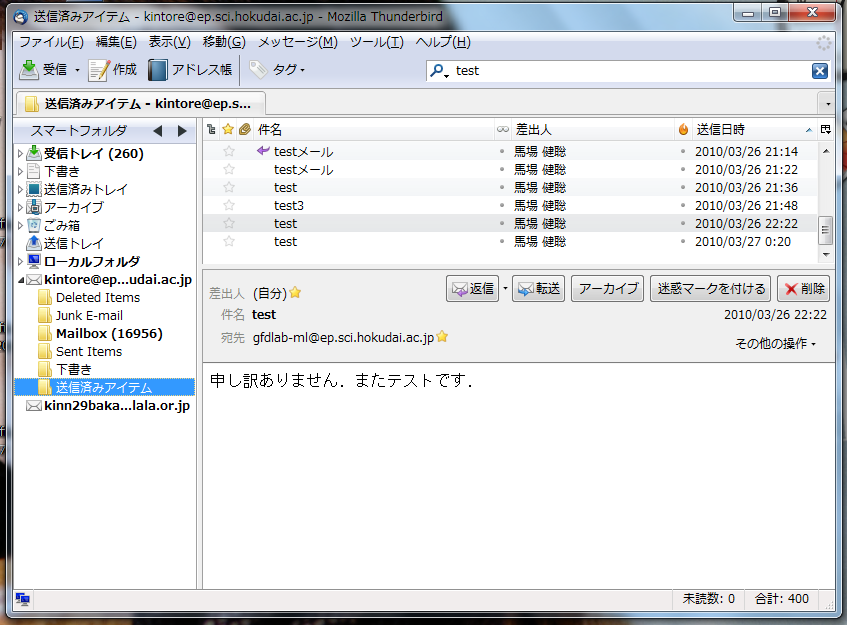 送信済みアイテム - kintore@ep.sci.hokudai.ac.jp - Mozilla Thunderbird
ファイル(F) 編集(E) 表示(V) 移動(G) メッセージ(M) ツール(T) ヘルプ(H)
受信 作成 アドレス帳 タグ test
送信済みアイテム - kintore@ep.s...
スマートフォルダ
受信トレイ (260)
下書き
送信済みトレイ
アーカイブ
ごみ箱
送信トレイ
ローカルフォルダ
kintore@ep...udai.ac.jp
Deleted Items
Junk E-mail
Mailbox (16956)
Sent Items
下書き
送信済みアイテム
kinn29baka...lala.or.jp
件名 差出人 送信日時
testメール 馬場 健聡 2010/03/26 21:14
testメール 馬場 健聡 2010/03/26 21:22
test 馬場 健聡 2010/03/26 21:36
test3 馬場 健聡 2010/03/26 21:48
test 馬場 健聡 2010/03/26 22:22
test 馬場 健聡 2010/03/27 0:20
差出人 (自分) 返信 転送 アーカイブ 迷惑マークを付ける 削除
件名 test 2010/03/26 22:22
宛先 gfdlab-ml@ep.sci.hokudai.ac.jp その他の操作
申し訳ありません．またテストです．
未読数: 0 合計: 400